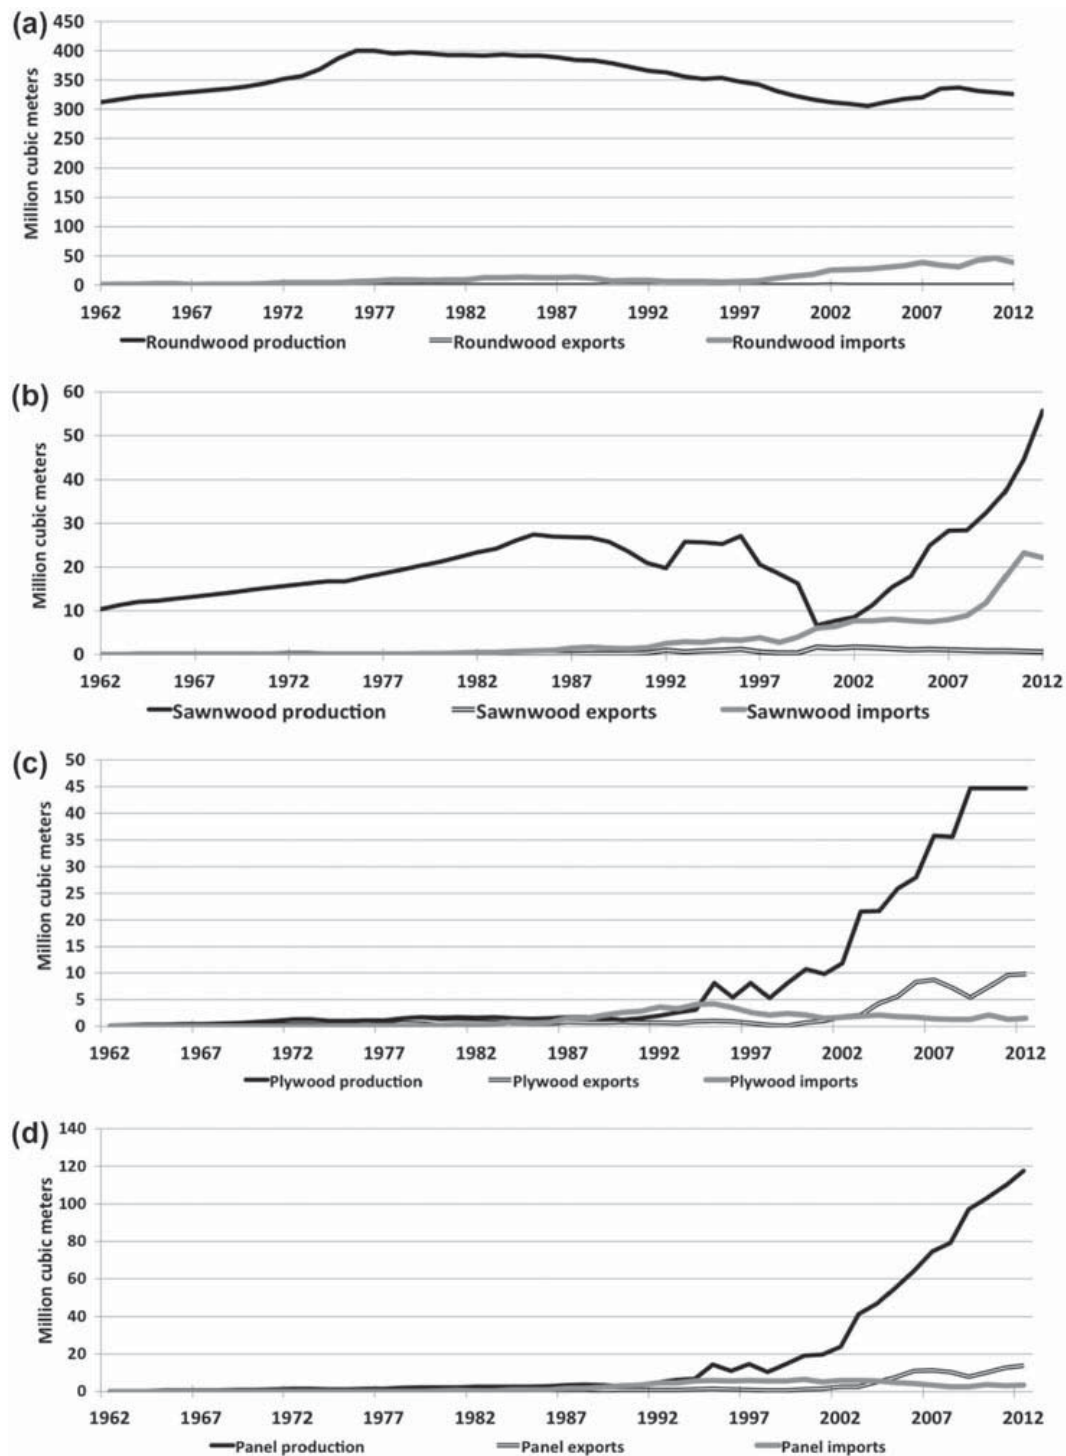 (a)
Million cubic meters
450
400
350
300
250
200
150
100
50
0
1962 1967 1972 1977 1982 1987 1992 1997 2002 2007 2012
Roundwood production Roundwood exports Roundwood imports
(b)
Million cubic meters
60
50
40
30
20
10
0
1962 1967 1972 1977 1982 1987 1992 1997 2002 2007 2012
Sawnwood production Sawnwood exports Sawnwood imports
(c)
Million cubic meters
50
45
40
35
30
25
20
15
10
5
0
1962 1967 1972 1977 1982 1987 1992 1997 2002 2007 2012
Plywood production Plywood exports Plywood imports
(d)
Million cubic meters
140
120
100
80
60
40
20
0
1962 1967 1972 1977 1982 1987 1992 1997 2002 2007 2012
Panel production Panel exports Panel imports